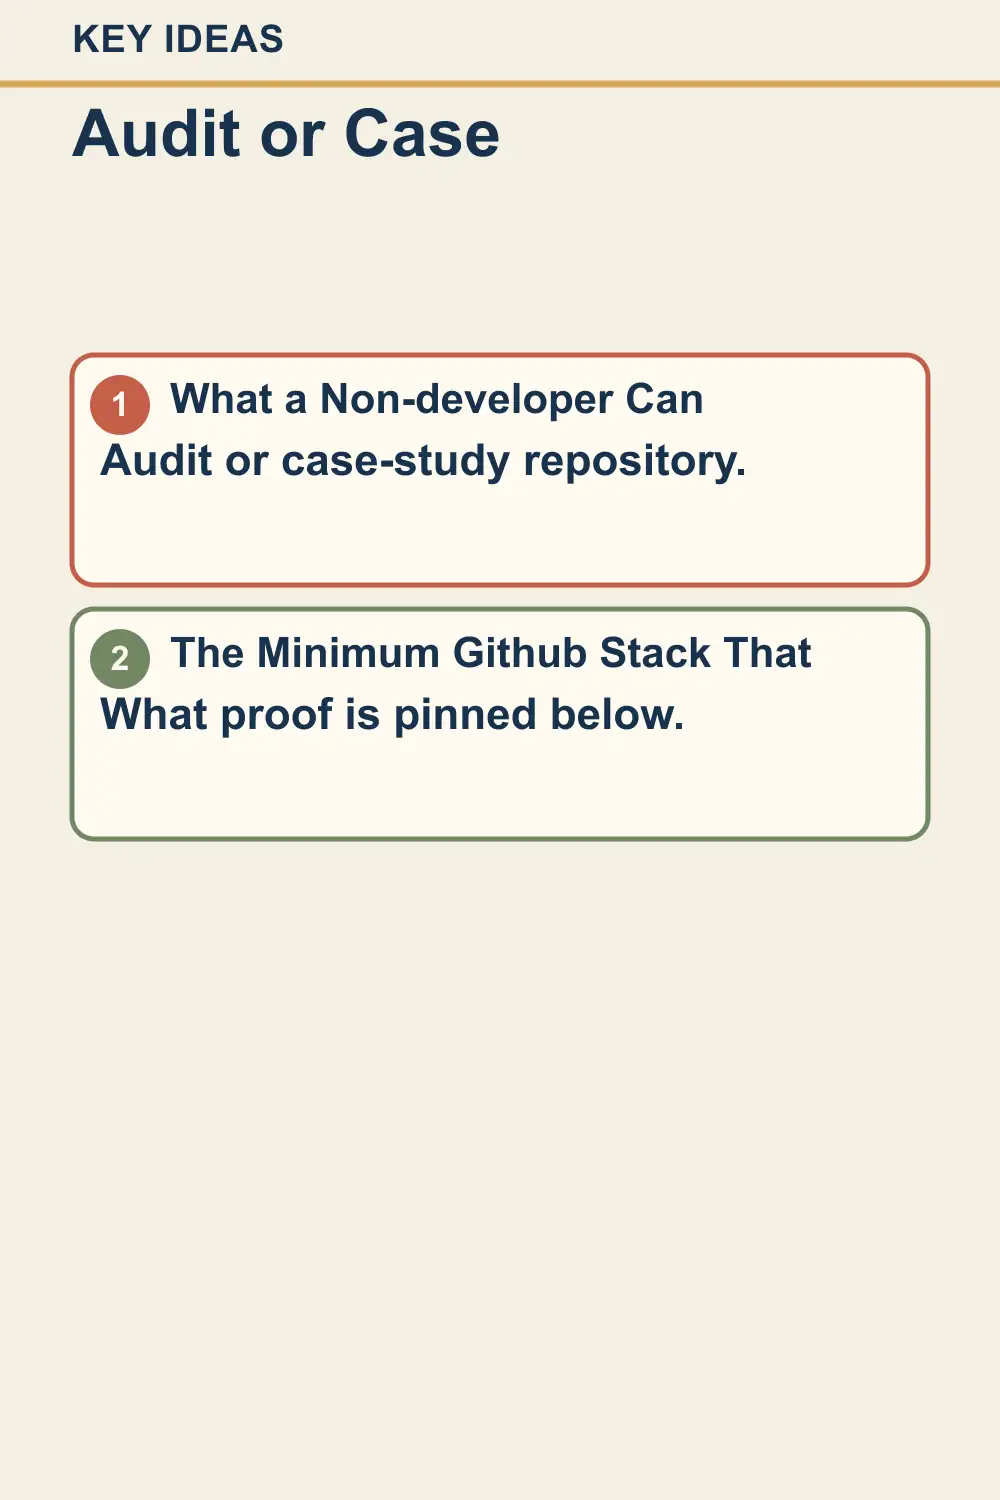 KEY IDEAS
Audit or Case
1 What a Non-developer Can
Audit or case-study repository.
2 The Minimum Github Stack That
What proof is pinned below.